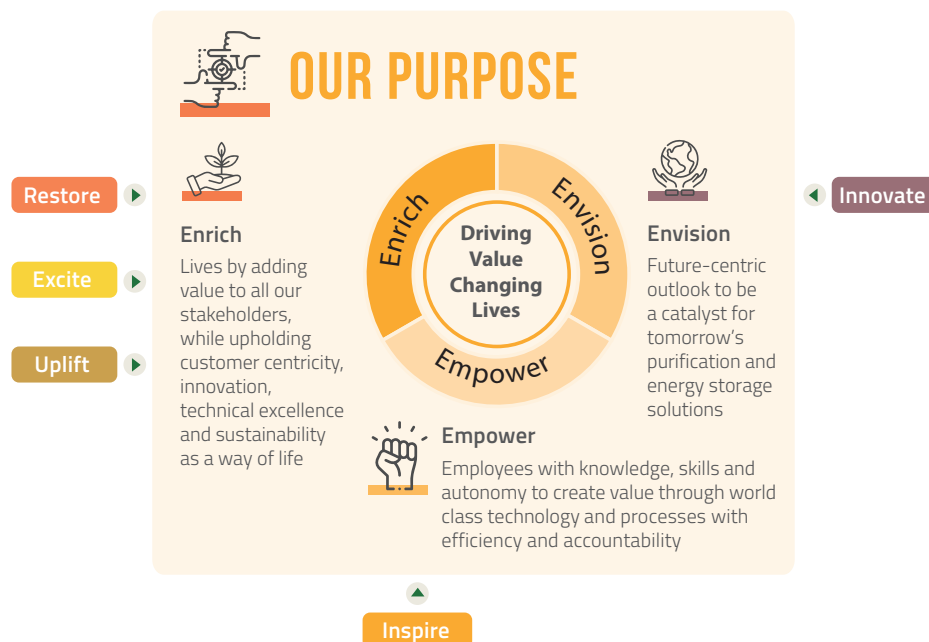 OUR PURPOSE
Restore
Excite
Uplift
Enrich
Lives by adding
value to all our
stakeholders,
while upholding
customer centricity,
innovation,
technical excellence
and sustainability
as a way of life
Enrich
Envision
Empower
Driving
Value
Changing
Lives
Envision
Future-centric
outlook to be
a catalyst for
tomorrow’s
purification and
energy storage
solutions
Innovate
Empower
Employees with knowledge, skills and
autonomy to create value through world
class technology and processes with
efficiency and accountability
Inspire